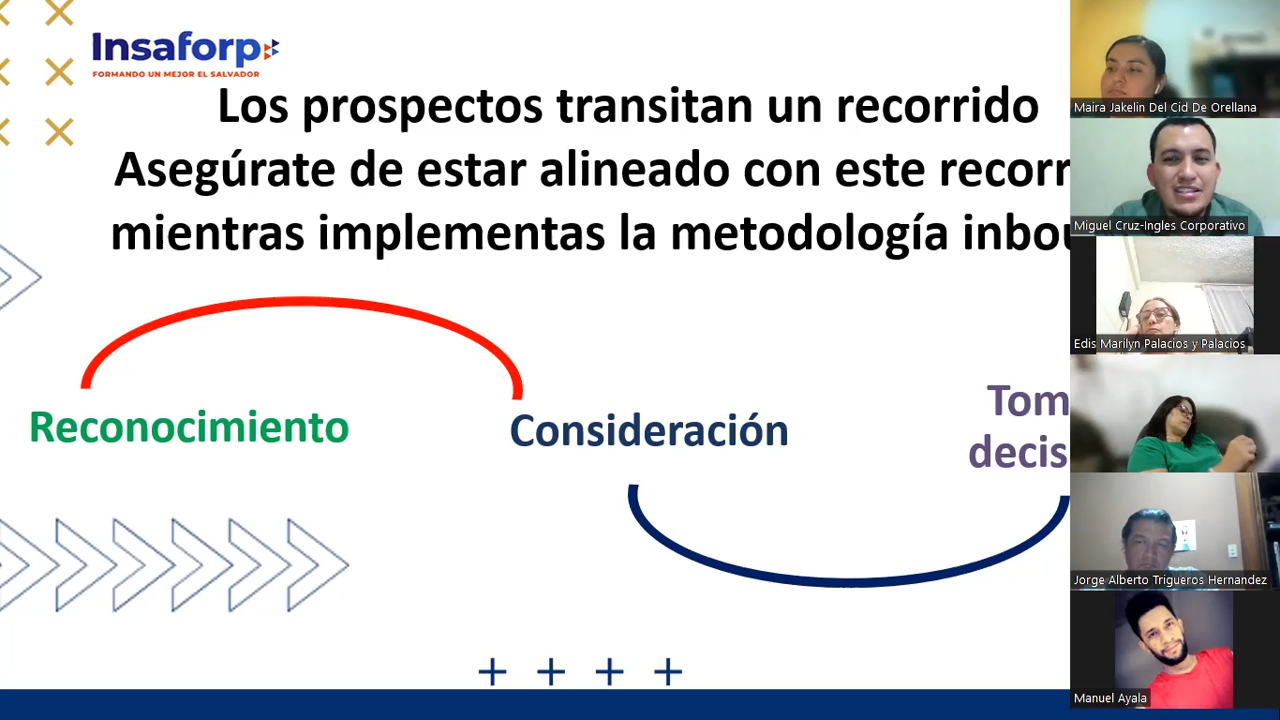 Insaforp
FORMANDO UN MEJOR EL SALVADOR
Los prospectos transitan un recorrido
Asegúrate de estar alineado con este recorr
mientras implementas la metodología inbou
Reconocimiento
Consideración
Tom
decis
Maira Jakelin Del Cid De Orellana
Miguel Cruz-Ingles Corporativo
Edis Marilyn Palacios y Palacios
Jorge Alberto Trigueros Hernandez
Manuel Ayala